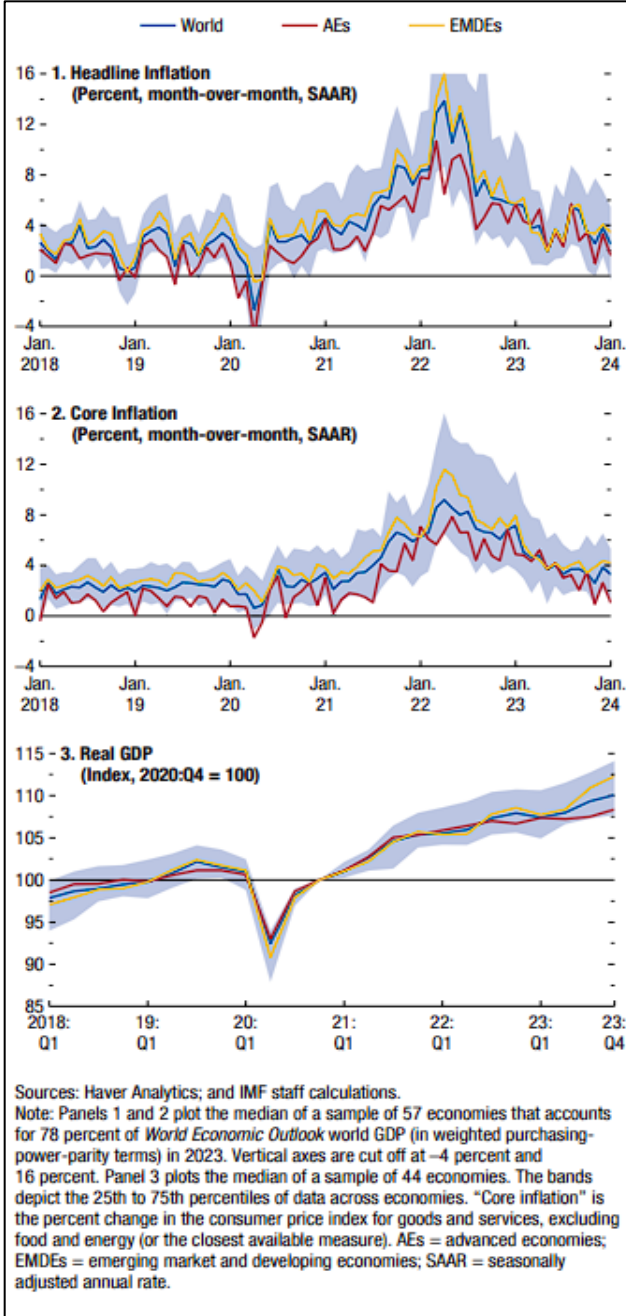 World AEs EMDEs
16 - 1. Headline Inflation
(Percent, month-over-month, SAAR)
12
8
4
0
–4
Jan. Jan. Jan. Jan. Jan. Jan. Jan.
2018 19 20 21 22 23 24
16 - 2. Core Inflation
(Percent, month-over-month, SAAR)
12
8
4
0
–4
Jan. Jan. Jan. Jan. Jan. Jan. Jan.
2018 19 20 21 22 23 24
115 - 3. Real GDP
(Index, 2020:Q4 = 100)
110
105
100
95
90
85
2018: 19: 20: 21: 22: 23: 23:
Q1 Q1 Q1 Q1 Q1 Q1 Q4
Sources: Haver Analytics; and IMF staff calculations.
Note: Panels 1 and 2 plot the median of a sample of 57 economies that accounts
for 78 percent of World Economic Outlook world GDP (in weighted purchasing-
power-parity terms) in 2023. Vertical axes are cut off at –4 percent and
16 percent. Panel 3 plots the median of a sample of 44 economies. The bands
depict the 25th to 75th percentiles of data across economies. “Core inflation” is
the percent change in the consumer price index for goods and services, excluding
food and energy (or the closest available measure). AEs = advanced economies;
EMDEs = emerging market and developing economies; SAAR = seasonally
adjusted annual rate.